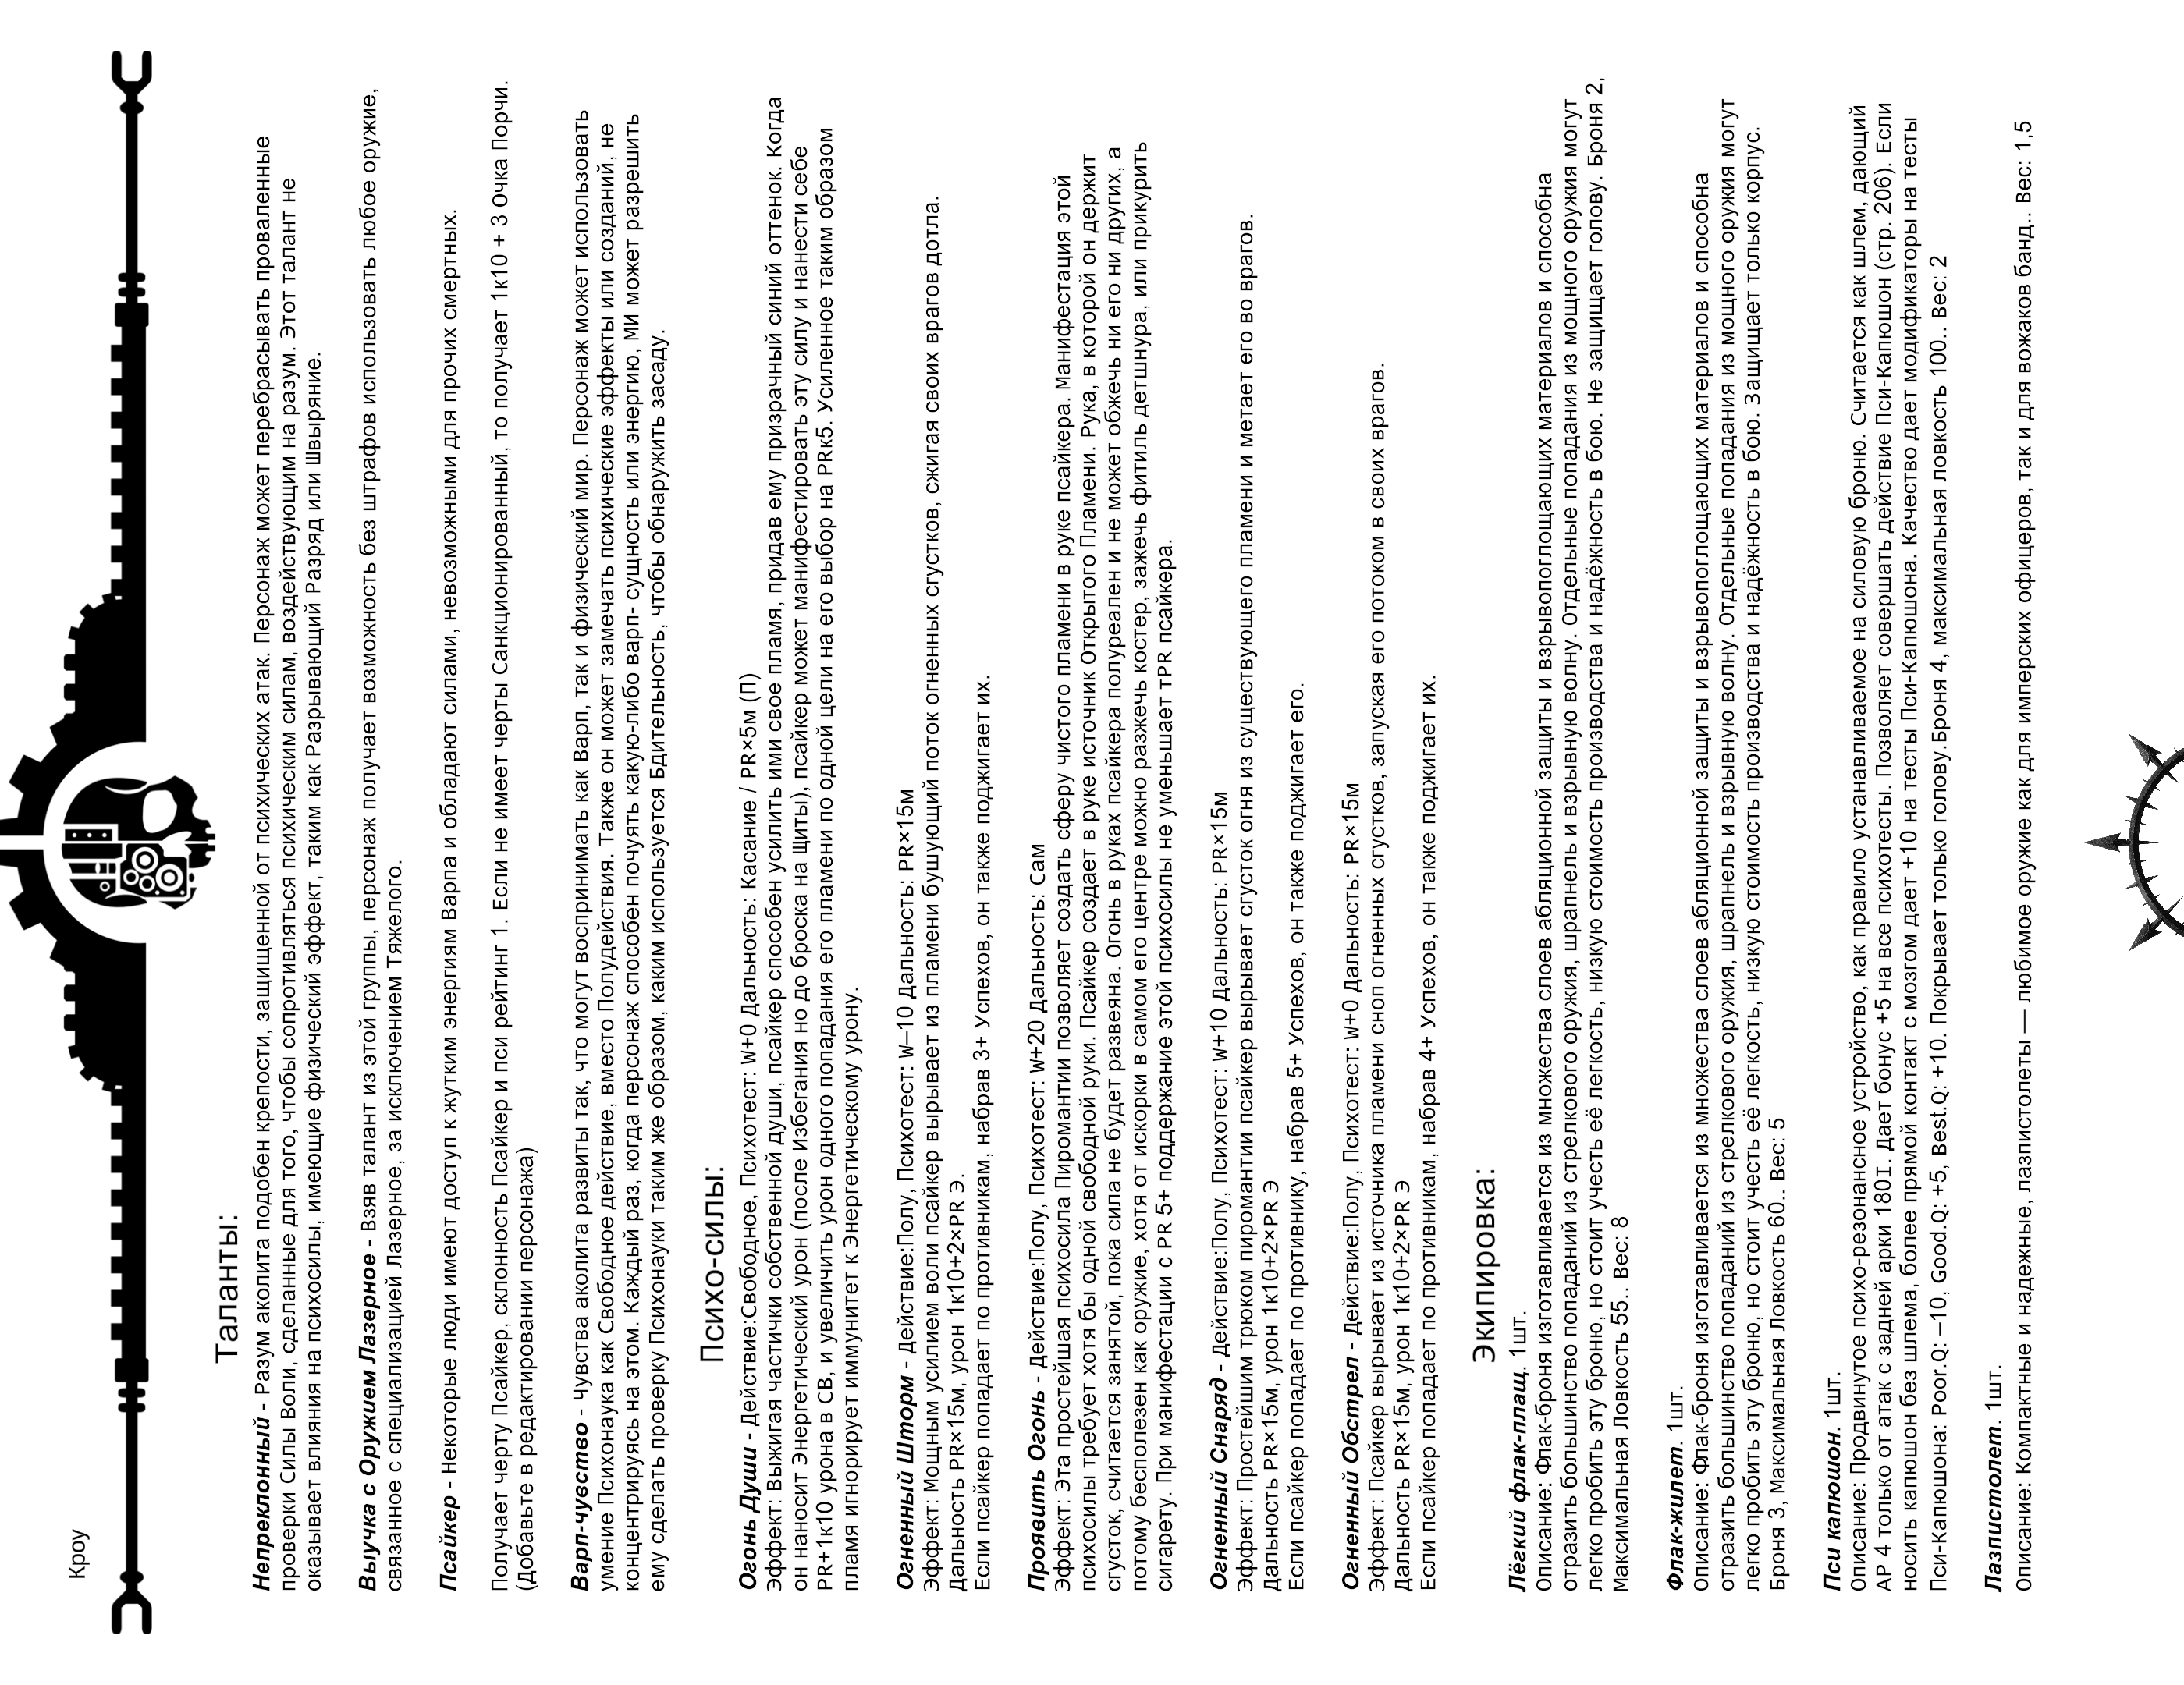 Кроу
Таланты:
Непреклонный - Разум аколита подобен крепости, защищенной от психических атак. Персонаж может перебрасывать проваленные
проверки Силы Воли, сделанные для того, чтобы сопротивляться психическим силам, воздействующим на разум. Этот талант не
оказывает влияния на психосилы, имеющие физический эффект, таким как Разрывающий Разряд или Швыряние.
Выучка с Оружием Лазерное - Взяв талант из этой группы, персонаж получает возможность без штрафов использовать любое оружие,
связанное с специализацией Лазерное, за исключением Тяжелого.
Псайкер - Некоторые люди имеют доступ к жутким энергиям Варпа и обладают силами, невозможными для прочих смертных.
Получает черту Псайкер, склонность Псайкер и пси рейтинг 1. Если не имеет черты Санкционированный, то получает 1к10 + 3 Очка Порчи.
(Добавьте в редактировании персонажа)
Варп-чувство - Чувства аколита развиты так, что могут воспринимать как Варп, так и физический мир. Персонаж может использовать
умение Психонаука как Свободное действие, вместо Полудействия. Также он может замечать психические эффекты или созданий, не
концентрируясь на этом. Каждый раз, когда персонаж способен почуять какую-либо варп- сущность или энергию, МИ может разрешить
ему сделать проверку Психонауки таким же образом, каким используется Бдительность, чтобы обнаружить засаду.
Психо-силы:
Огонь Души - Действие:Свободное, Психотест: W+0 Дальность: Касание / PR×5м (П)
Эффект: Выжигая частички собственной души, псайкер способен усилить ими свое пламя, придав ему призрачный синий оттенок. Когда
он наносит Энергетический урон (после Избегания но до броска на Щиты), псайкер может манифестировать эту силу и нанести себе
PR+1к10 урона в СВ, и увеличить урон одного попадания его пламени по одной цели на его выбор на PRк5. Усиленное таким образом
пламя игнорирует иммунитет к Энергетическому урону.
Огненный Шторм - Действие:Полу, Психотест: W–10 Дальность: PR×15м
Эффект: Мощным усилием воли псайкер вырывает из пламени бушующий поток огненных сгустков, сжигая своих врагов дотла.
Дальность PR×15м, урон 1к10+2×PR Э.
Если псайкер попадает по противникам, набрав 3+ Успехов, он также поджигает их.
Проявить Огонь - Действие:Полу, Психотест: W+20 Дальность: Сам
Эффект: Эта простейшая психосила Пиромантии позволяет создать сферу чистого пламени в руке псайкера. Манифестация этой
психосилы требует хотя бы одной свободной руки. Псайкер создает в руке источник Открытого Пламени. Рука, в которой он держит
сгусток, считается занятой, пока сила не будет развеяна. Огонь в руках псайкера полуреален и не может обжечь ни его ни других, а
потому бесполезен как оружие, хотя от искорки в самом его центре можно разжечь костер, зажечь фитиль детшнура, или прикурить
сигарету. При манифестации с PR 5+ поддержание этой психосилы не уменьшает тPR псайкера.
Огненный Снаряд - Действие:Полу, Психотест: W+10 Дальность: PR×15м
Эффект: Простейшим трюком пиромантии псайкер вырывает сгусток огня из существующего пламени и метает его во врагов.
Дальность PR×15м, урон 1к10+2×PR Э
Если псайкер попадает по противнику, набрав 5+ Успехов, он также поджигает его.
Огненный Обстрел - Действие:Полу, Психотест: W+0 Дальность: PR×15м
Эффект: Псайкер вырывает из источника пламени сноп огненных сгустков, запуская его потоком в своих врагов.
Дальность PR×15м, урон 1к10+2×PR Э
Если псайкер попадает по противникам, набрав 4+ Успехов, он также поджигает их.
Экипировка:
Лёгкий флак-плащ. 1шт.
Описание: Флак-броня изготавливается из множества слоев абляционной защиты и взрывопоглощающих материалов и способна
отразить большинство попаданий из стрелкового оружия, шрапнель и взрывную волну. Отдельные попадания из мощного оружия могут
легко пробить эту броню, но стоит учесть её легкость, низкую стоимость производства и надёжность в бою. Не защищает голову. Броня 2,
Максимальная Ловкость 55.. Вес: 8
Флак-жилет. 1шт.
Описание: Флак-броня изготавливается из множества слоев абляционной защиты и взрывопоглощающих материалов и способна
отразить большинство попаданий из стрелкового оружия, шрапнель и взрывную волну. Отдельные попадания из мощного оружия могут
легко пробить эту броню, но стоит учесть её легкость, низкую стоимость производства и надёжность в бою. Защищает только корпус.
Броня 3, Максимальная Ловкость 60.. Вес: 5
Пси капюшон. 1шт.
Описание: Продвинутое психо-резонансное устройство, как правило устанавливаемое на силовую броню. Считается как шлем, дающий
AP 4 только от атак с задней арки 180Σ. Дает бонус +5 на все психотесты. Позволяет совершать действие Пси-Капюшон (стр. 206). Если
носить капюшон без шлема, более прямой контакт с мозгом дает +10 на тесты Пси-Капюшона. Качество дает модификаторы на тесты
Пси-Капюшона: Poor.Q: –10, Good.Q: +5, Best.Q: +10. Покрывает только голову.Броня 4, максимальная ловкость 100.. Вес: 2
Лазпистолет. 1шт.
Описание: Компактные и надежные, лазпистолеты — любимое оружие как для имперских офицеров, так и для вожаков банд.. Вес: 1,5